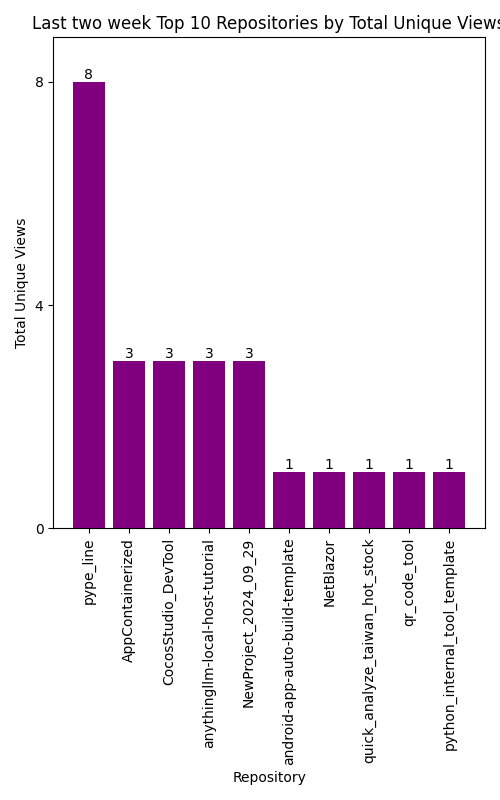 Last two week Top 10 Repositories by Total Unique Views
8
4
0
Total Unique Views
8
3
3
3
3
1
1
1
1
1
pype_line
AppContainerized
CocosStudio_DevTool
anythingllm-local-host-tutorial
NewProject_2024_09_29
android-app-auto-build-template
NetBlazor
quick_analyze_taiwan_hot_stock
qr_code_tool
python_internal_tool_template
Repository